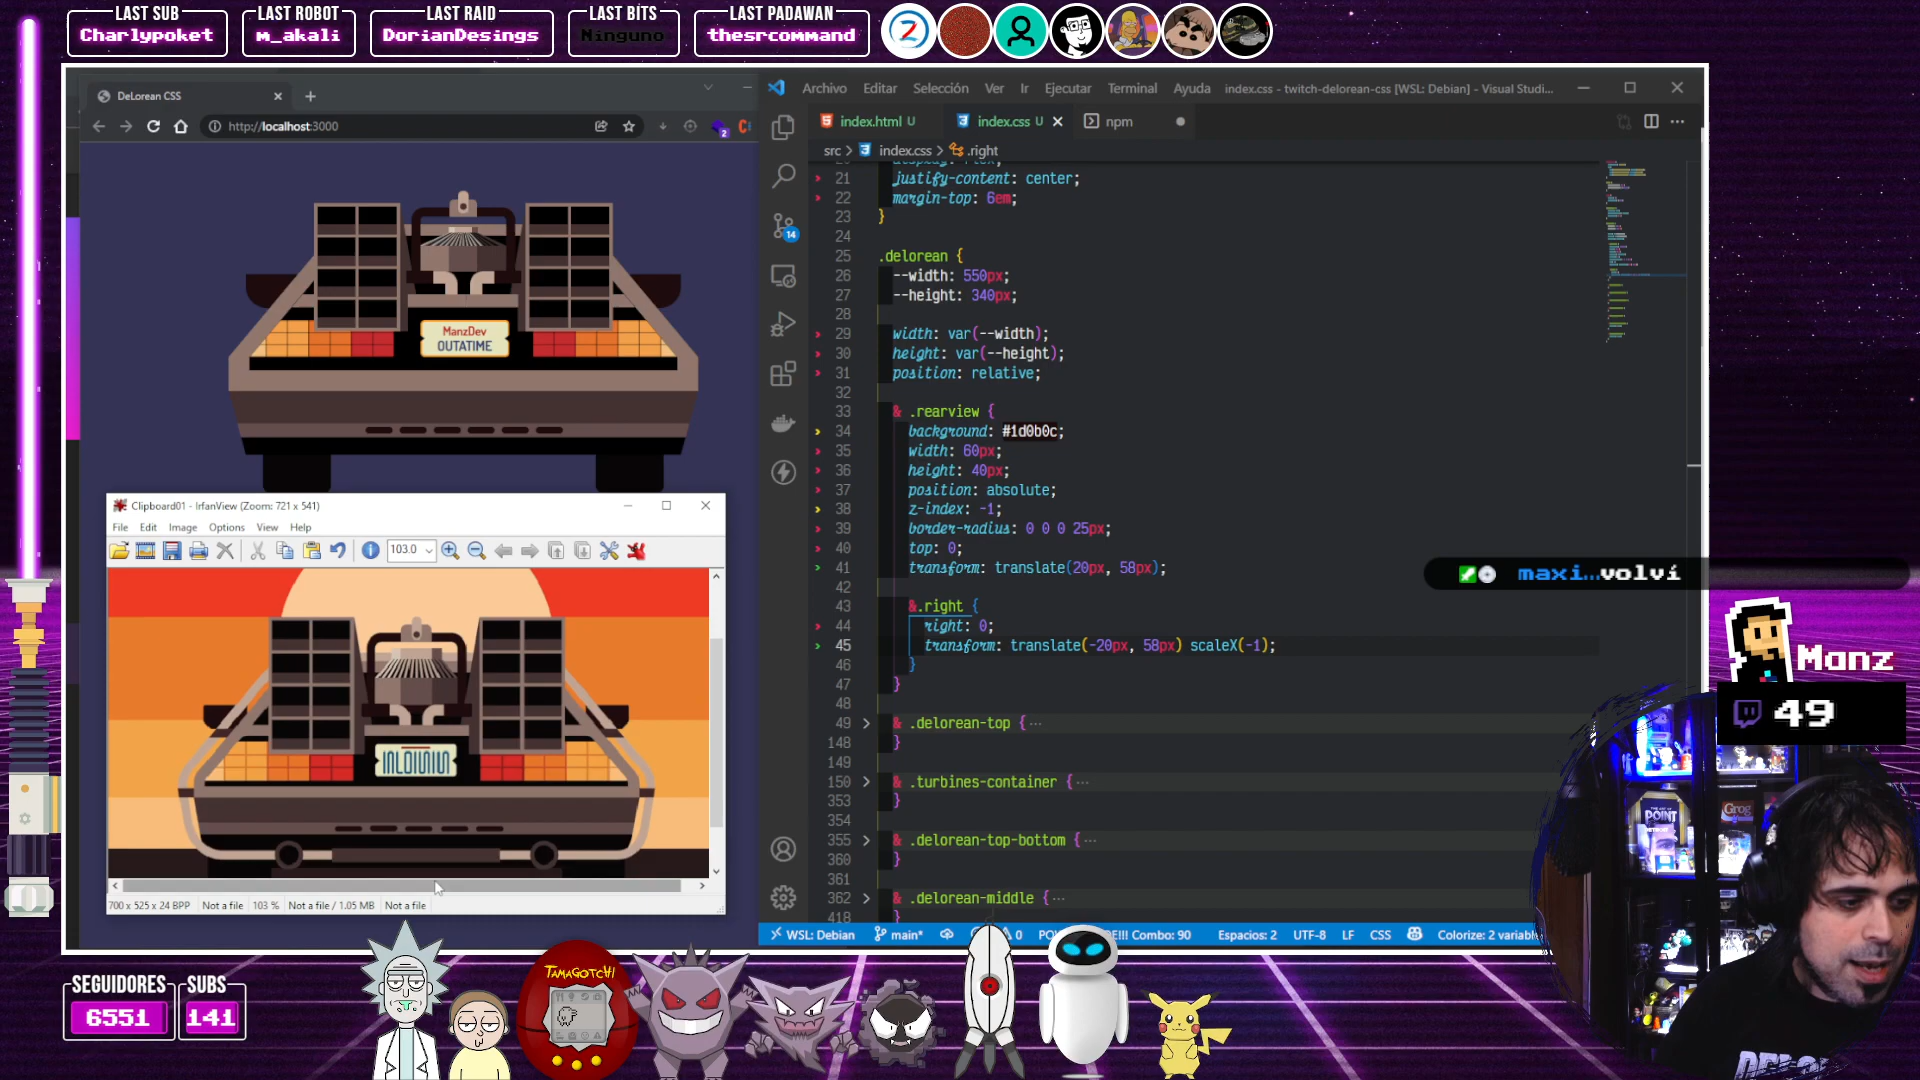 LAST SUB
Charlypoket
LAST ROBOT
m_akali
LAST RAID
DorianDesings
LAST BITS
Ninguno
LAST PADAWAN
thesrcommand
DeLorean CSS
http://localhost:3000
ManzDev
OUTATIME
Clipboard01 - IrfanView (Zoom: 721 x 541)
File Edit Image Options View Help
103.0
700 x 525 x 24 BPP
Not a file
103 %
Not a file / 1.05 MB
Not a file
Archivo Editar Selección Ver Ir Ejecutar Terminal Ayuda
index.css - twitch-delorean-css [WSL: Debian] - Visual Studi...
index.html U
index.css U
npm
src > index.css > .right
14
21 justify-content: center;
22 margin-top: 6em;
23 }
24
25 .delorean {
26 --width: 550px;
27 --height: 340px;
28
29 width: var(--width);
30 height: var(--height);
31 position: relative;
32
33 & .rearview {
34 background: #1d0b0c;
35 width: 60px;
36 height: 40px;
37 position: absolute;
38 z-index: -1;
39 border-radius: 0 0 0 25px;
40 top: 0;
41 transform: translate(20px, 58px);
42
43 &.right {
44 right: 0;
45 transform: translate(-20px, 58px) scaleX(-1);
46 }
47 }
48
49 & .delorean-top { ...
148 }
149
150 & .turbines-container { ...
353 }
354
355 & .delorean-top-bottom { ...
360 }
361
362 & .delorean-middle { ...
418 }
WSL: Debian
main*
Combo: 90
Espacios: 2
UTF-8
LF
CSS
Colorize: 2 variabl
maxi...volví
Manz
49
SEGUIDORES
6551
SUBS
141
TAMAGOTCHI
POINT
Grog